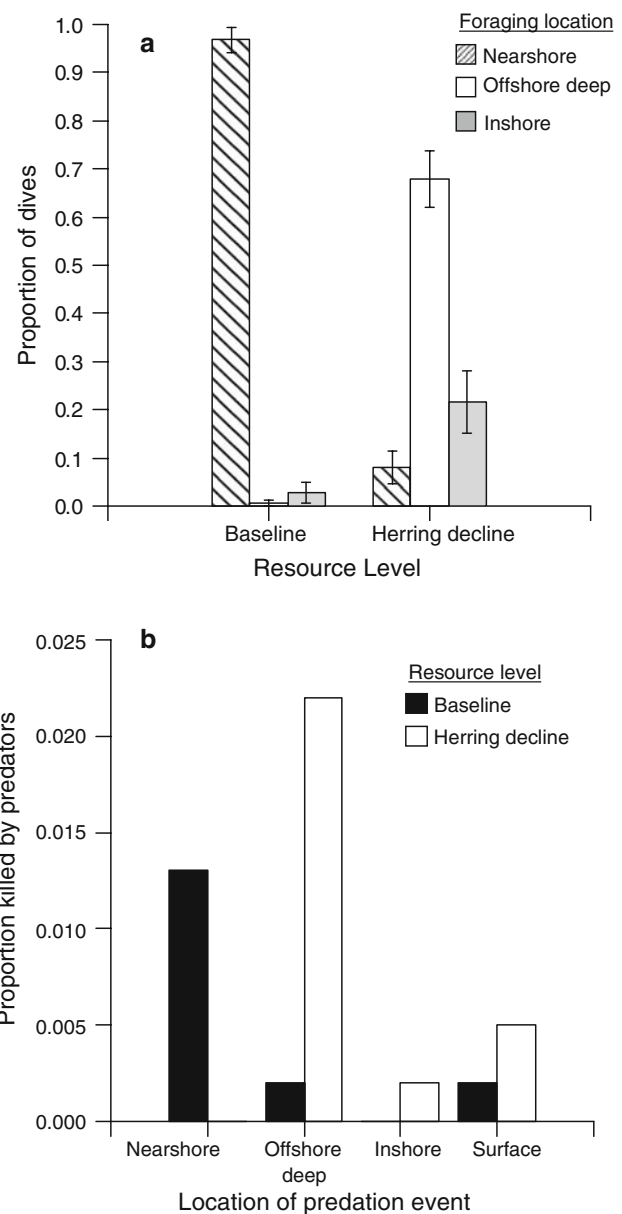 a
Foraging location
Nearshore
Offshore deep
Inshore
Proportion of dives
1.0
0.9
0.8
0.7
0.6
0.5
0.4
0.3
0.2
0.1
0.0
Baseline
Herring decline
Resource Level
b
Resource level
Baseline
Herring decline
Proportion killed by predators
0.025
0.020
0.015
0.010
0.005
0.000
Nearshore
Offshore
deep
Inshore
Surface
Location of predation event